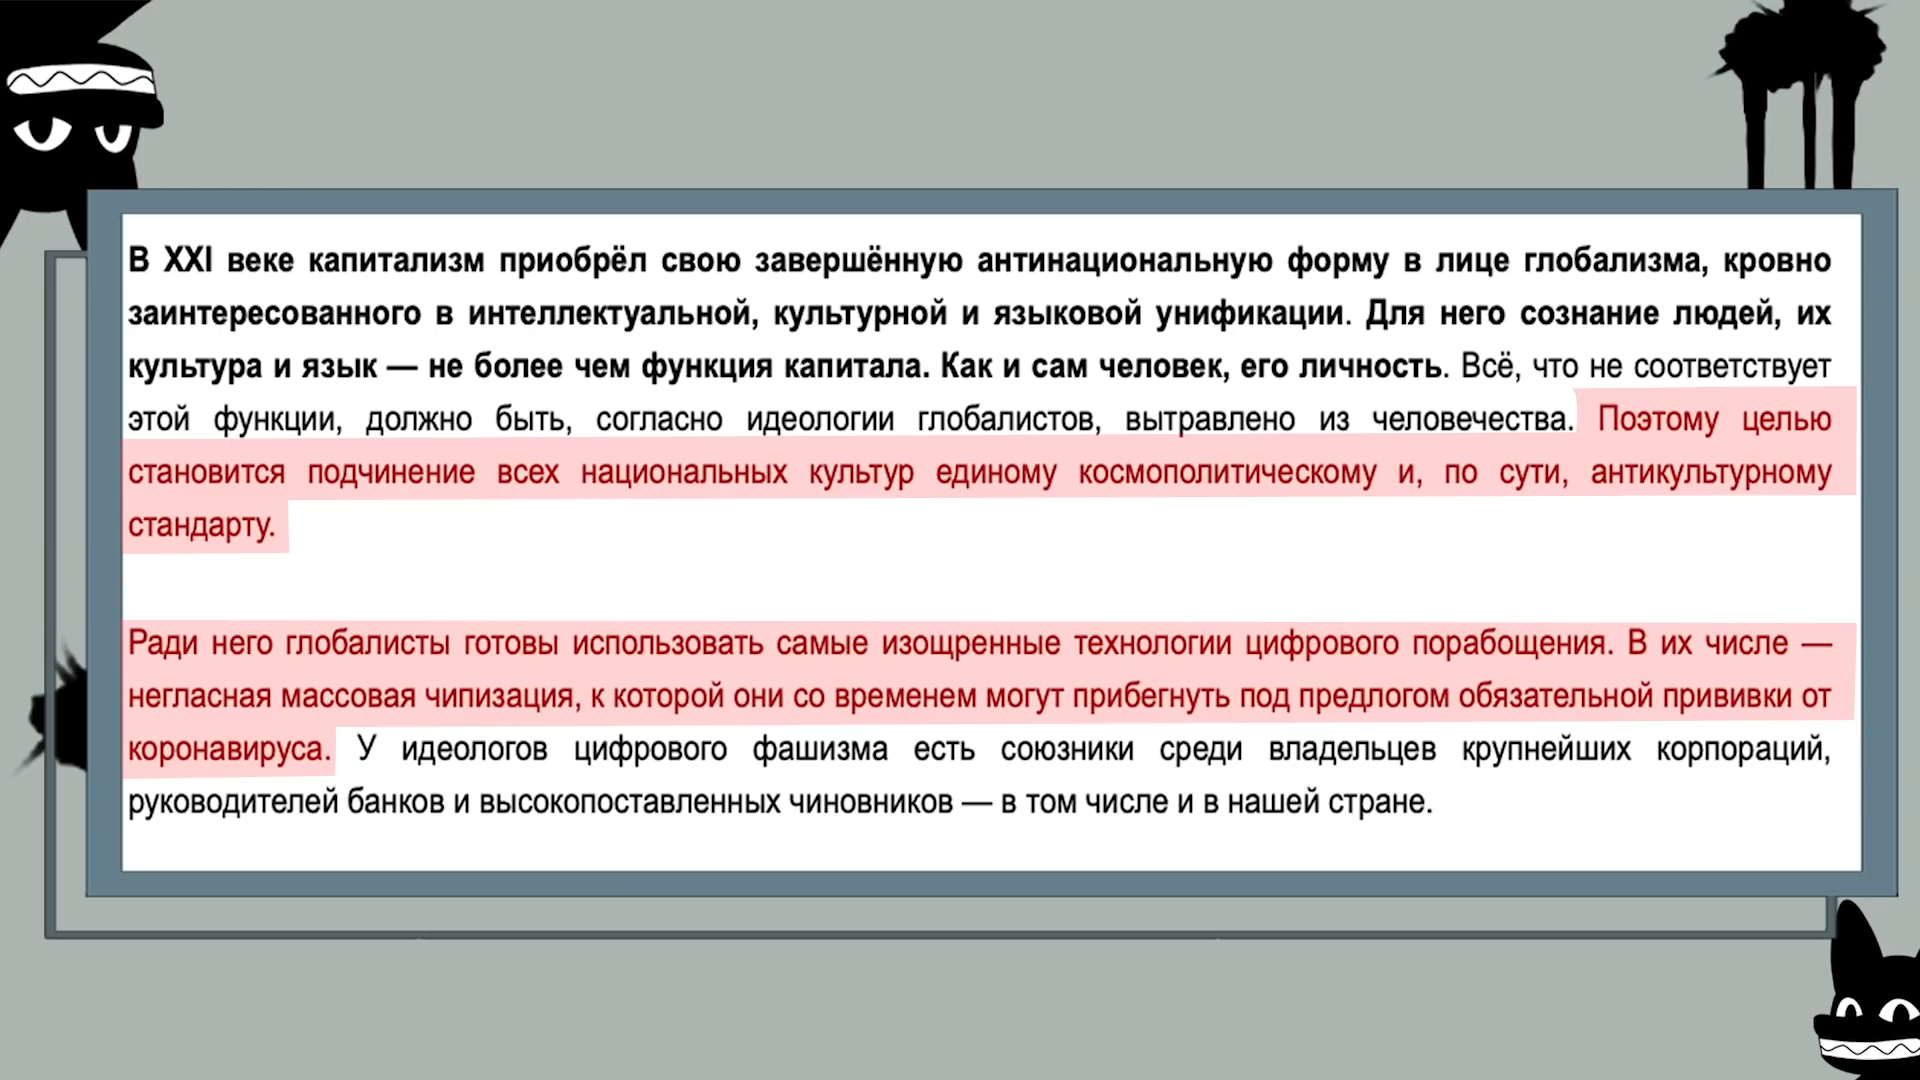 В XXI веке капитализм приобрёл свою завершённую антинациональную форму в лице глобализма, кровно
заинтересованного в интеллектуальной, культурной и языковой унификации. Для него сознание людей, их
культура и язык — не более чем функция капитала. Как и сам человек, его личность. Всё, что не соответствует
этой функции, должно быть, согласно идеологии глобалистов, вытравлено из человечества. Поэтому целью
становится подчинение всех национальных культур единому космополитическому и, по сути, антикультурному
стандарту.
Ради него глобалисты готовы использовать самые изощренные технологии цифрового порабощения. В их числе —
негласная массовая чипизация, к которой они со временем могут прибегнуть под предлогом обязательной прививки от
коронавируса. У идеологов цифрового фашизма есть союзники среди владельцев крупнейших корпораций,
руководителей банков и высокопоставленных чиновников — в том числе и в нашей стране.